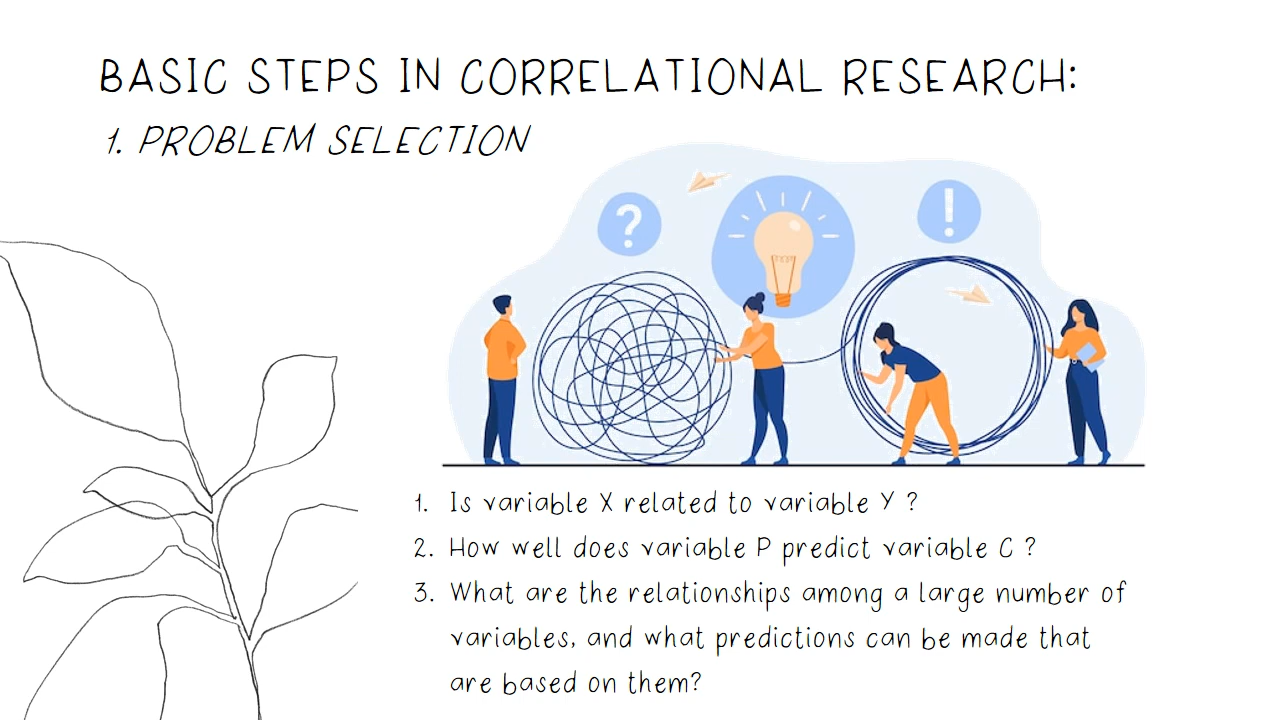 BASIC STEPS IN CORRELATIONAL RESEARCH:
1. PROBLEM SELECTION
?
!
1. Is variable X related to variable Y ?
2. How well does variable P predict variable C ?
3. What are the relationships among a large number of
variables, and what predictions can be made that
are based on them?